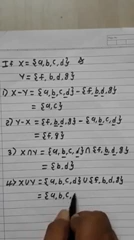 If X = {a,b,c,d} &
Y = {f,b,d,g}
1) X-Y = {a,b,c,d} - {f,b,d,g}
= {a,c}
2) Y-X = {f,b,d,g} - {a,b,c,d}
= {f,g}
3) X∩Y = {a,b,c,d} ∩ {f,b,d,g}
= {b,d}
4) X∪Y = {a,b,c,d} ∪ {f,b,d,g}
= {a,b,c,